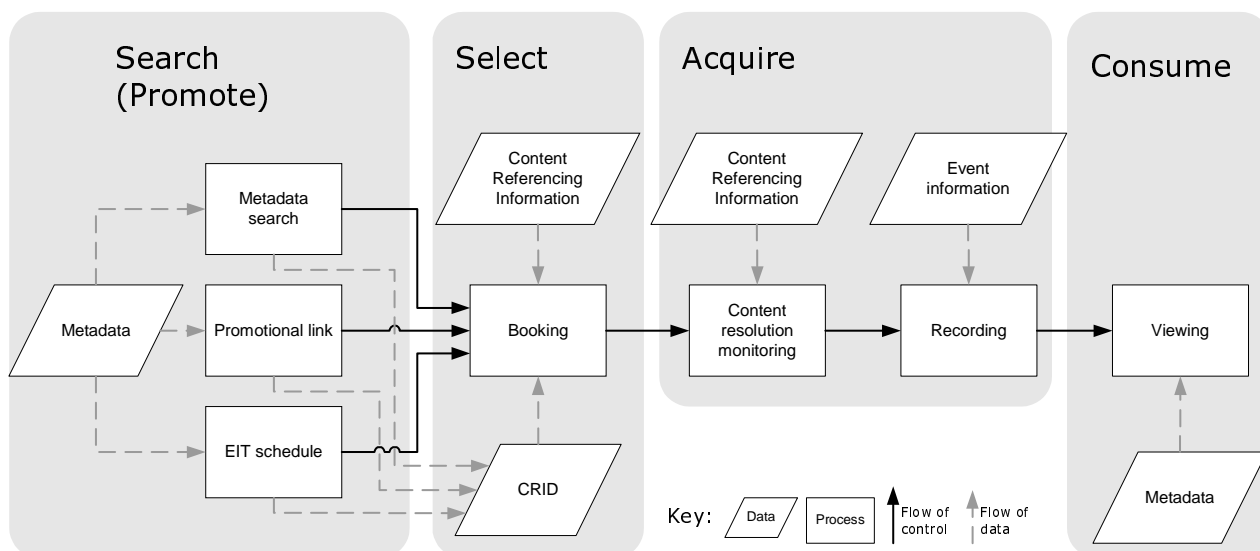 Search
(Promote)
Select
Acquire
Consume
Content
Referencing
Information
Content
Referencing
Information
Event
information
Metadata
search
Metadata
Promotional link
Booking
Content
resolution
monitoring
Recording
Viewing
EIT schedule
CRID
Metadata
Key:
Data
Process
Flow of
control
Flow of
data